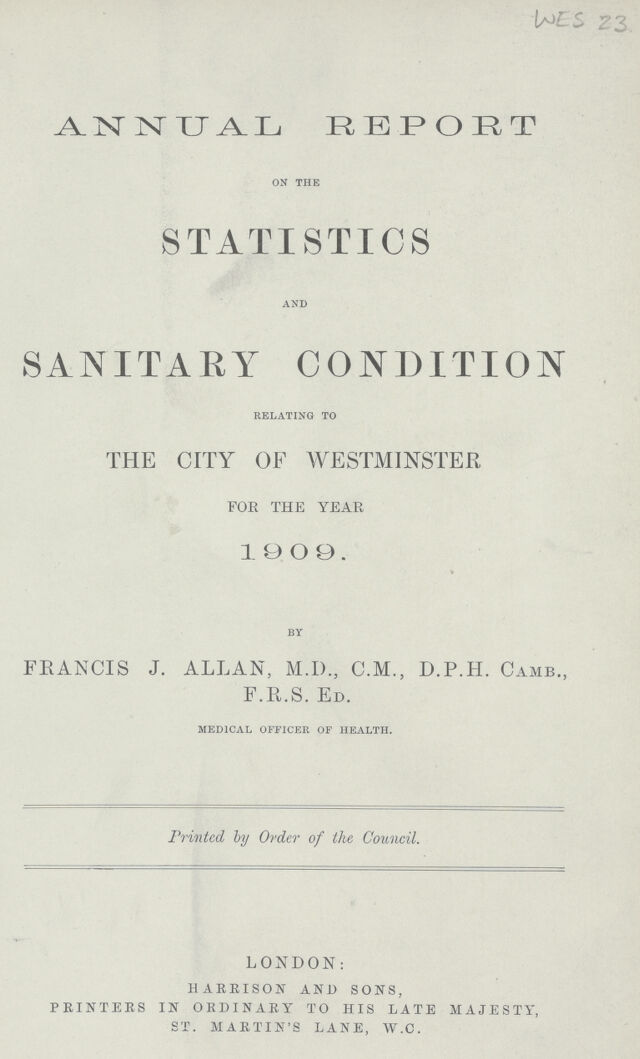 WES 23
ANNUAL REPORT
ON THE
STATISTICS
AND
SANITARY CONDITION
RELATING TO
THE CITY OF WESTMINSTER
FOR THE YEAR
1909.
BY
FRANCIS J. ALLAN, M.D., C.M., D.P.H. CAMB.,
F.R.S. ED.
MEDICAL OFFICER OF HEALTH.
Printed by Order of the Council.
LONDON:
HARRISON AND SONS,
PRINTERS IN ORDINARY TO HIS LATE MAJESTY,
ST. MARTIN'S LANE, W.C.